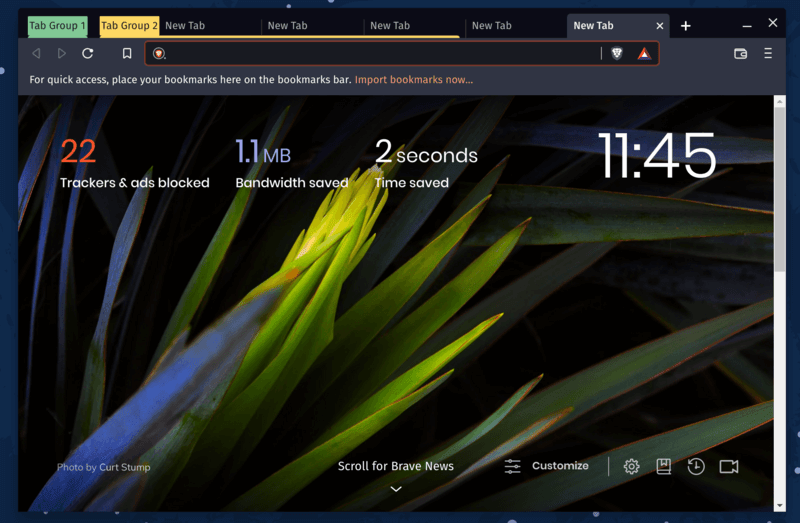 Tab Group 1 Tab Group 2 New Tab New Tab New Tab New Tab New Tab
For quick access, place your bookmarks here on the bookmarks bar. Import bookmarks now...
22 1.1 MB 2 seconds 11:45
Trackers & ads blocked Bandwidth saved Time saved
Photo by Curt Stump Scroll for Brave News Customize